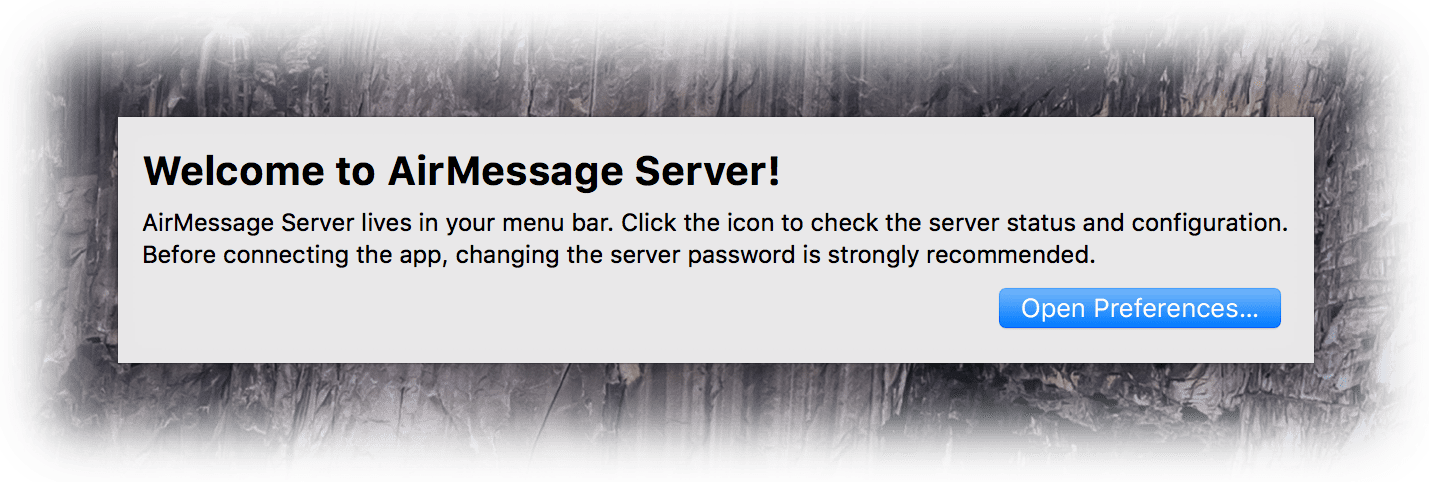 Welcome to AirMessage Server!
AirMessage Server lives in your menu bar. Click the icon to check the server status and configuration.
Before connecting the app, changing the server password is strongly recommended.
Open Preferences...